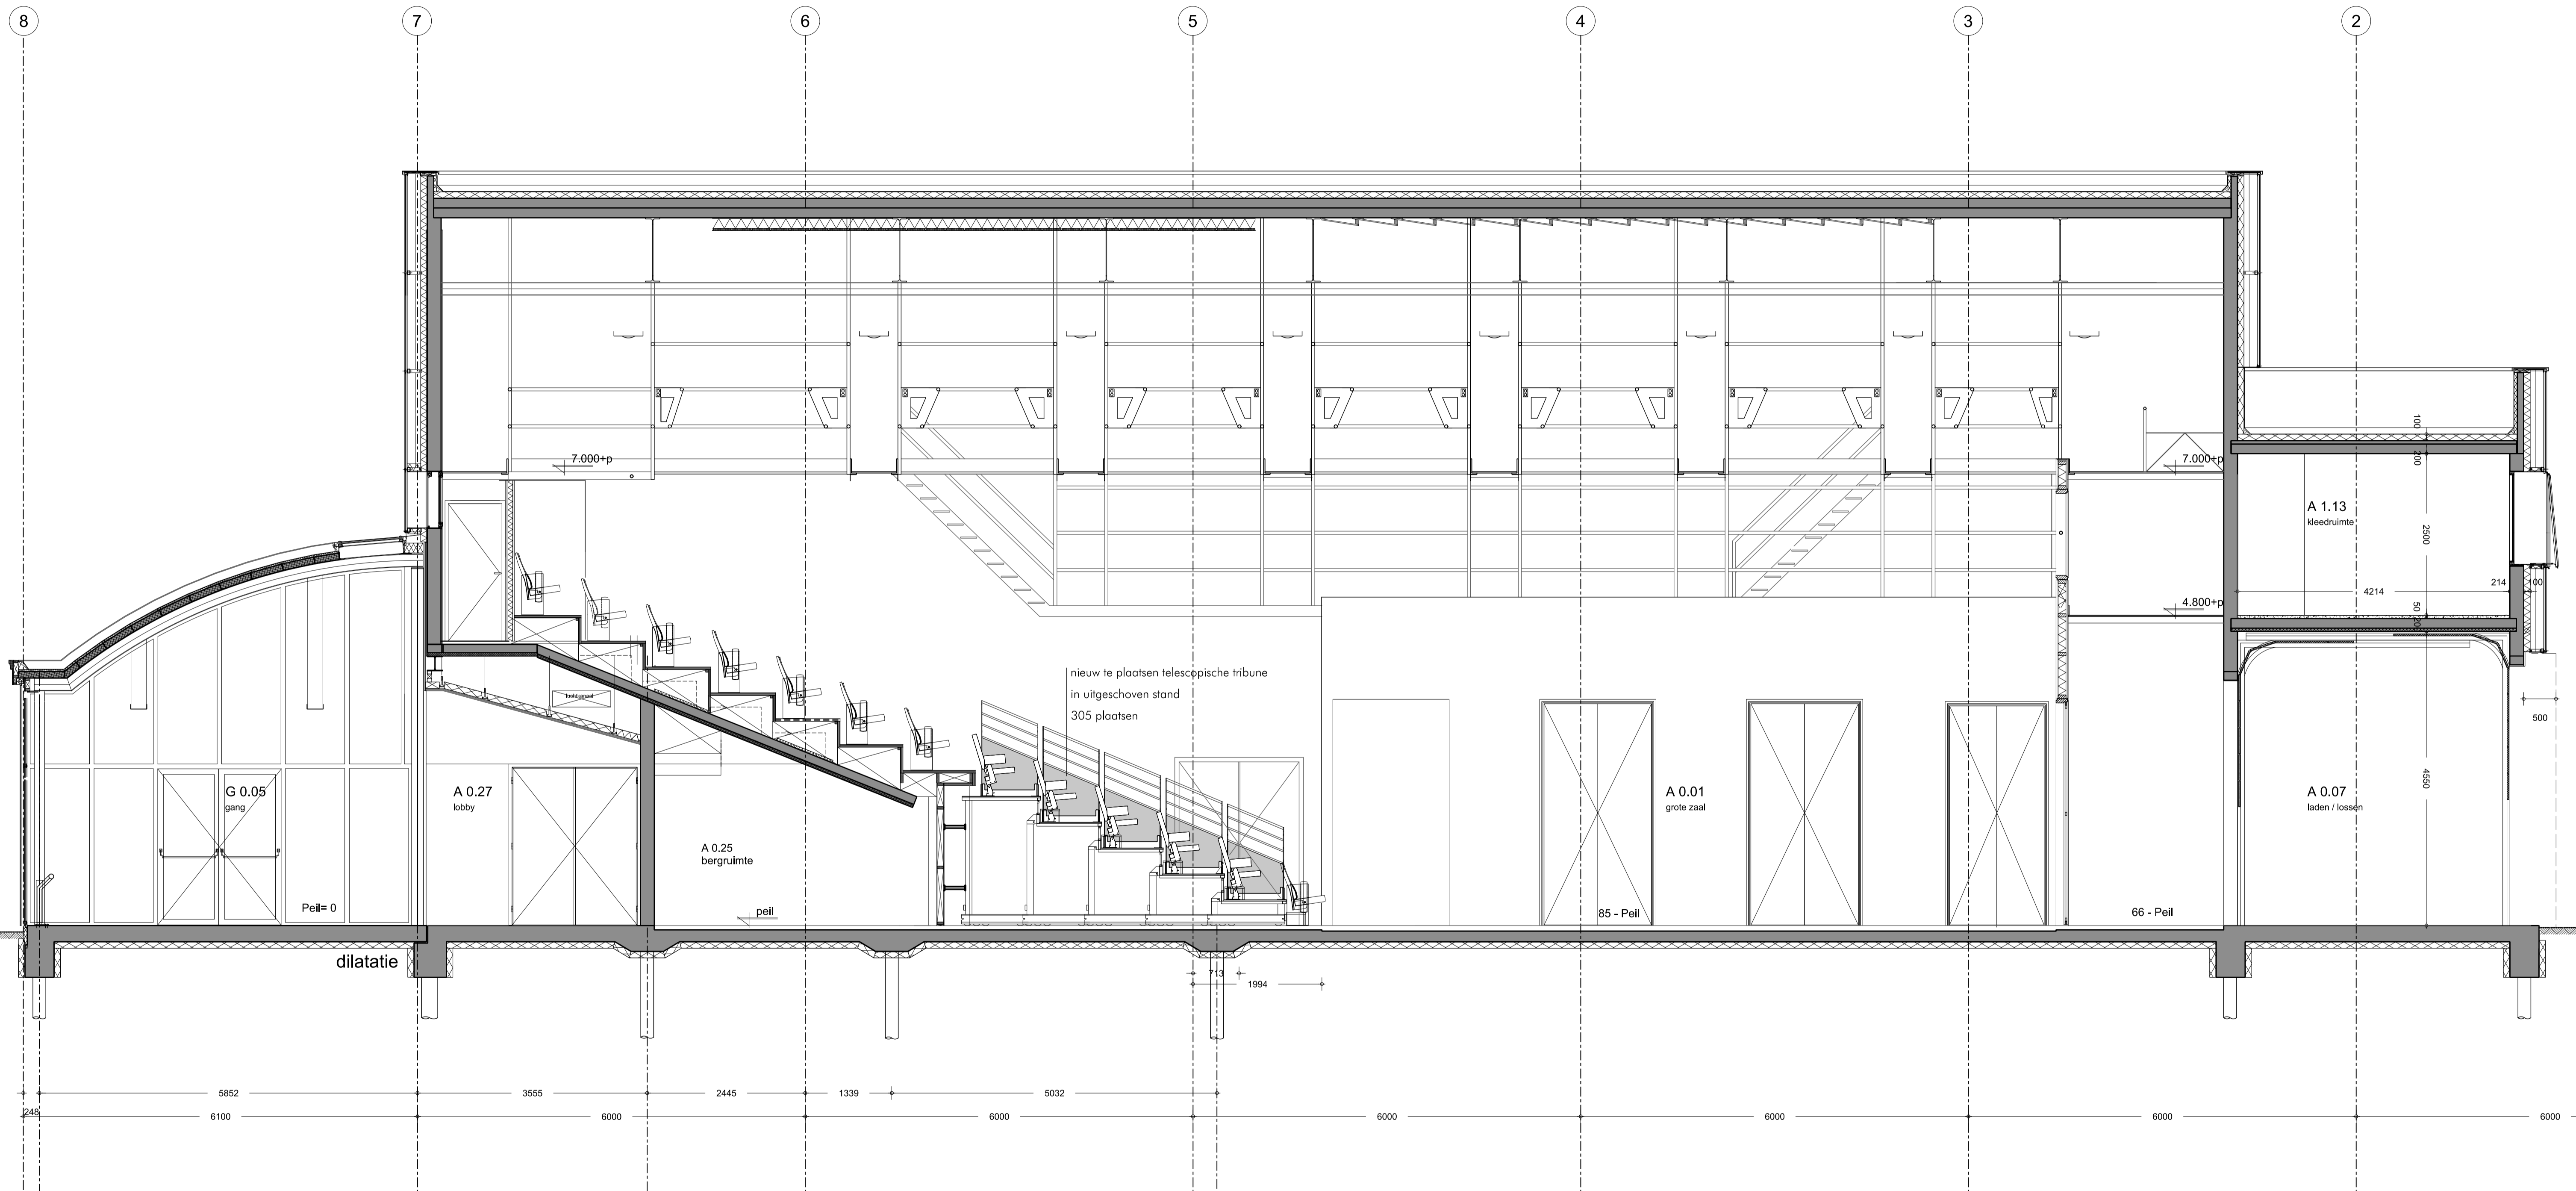 8
7
6
5
4
3
2
7.000+p
7.000+p
100
200
A 1.13
kleedruimte
2500
214
100
4214
4.800+p
50
nieuw te plaatsen telescopische tribune
in uitgeschoven stand
305 plaatsen
luchtkanaal
500
G 0.05
gang
A 0.27
lobby
A 0.01
grote zaal
A 0.07
laden / lossen
4550
A 0.25
bergruimte
Peil= 0
peil
85 - Peil
66 - Peil
dilatatie
713
1994
5852
3555
2445
1339
5032
248
6100
6000
6000
6000
6000
6000
6000